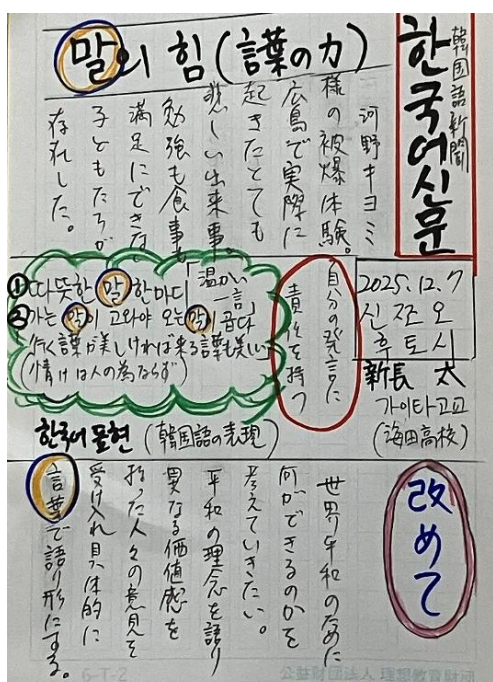 韓国語新聞
한국어신문
말의 힘(言葉の力)
河野キヨミ
様の被爆体験。
広島で実際に
起きたとても
悲しい出来事。
勉強も食事も
満足にできない
子どもたちが
存在した。
2025.12.7
신죠오
후토시
新長 太
가이타고교
(海田高校)
自分の発言に
責任を持つ
① 따뜻한 말 한마디「温かい一言」
② 가는 말이 고와야 오는 말이 곱다
行く言葉が美しければ来る言葉も美しい
(情けは人の為ならず)
한국어 표현 (韓国語の表現)
改めて
世界平和のために
何ができるのかを
考えていきたい。
平和の理念を語り
異なる価値感を
持った人々の意見を
受け入れ具体的に
言葉で語り形にする。
6-T-2
公益財団法人 理想教育財団